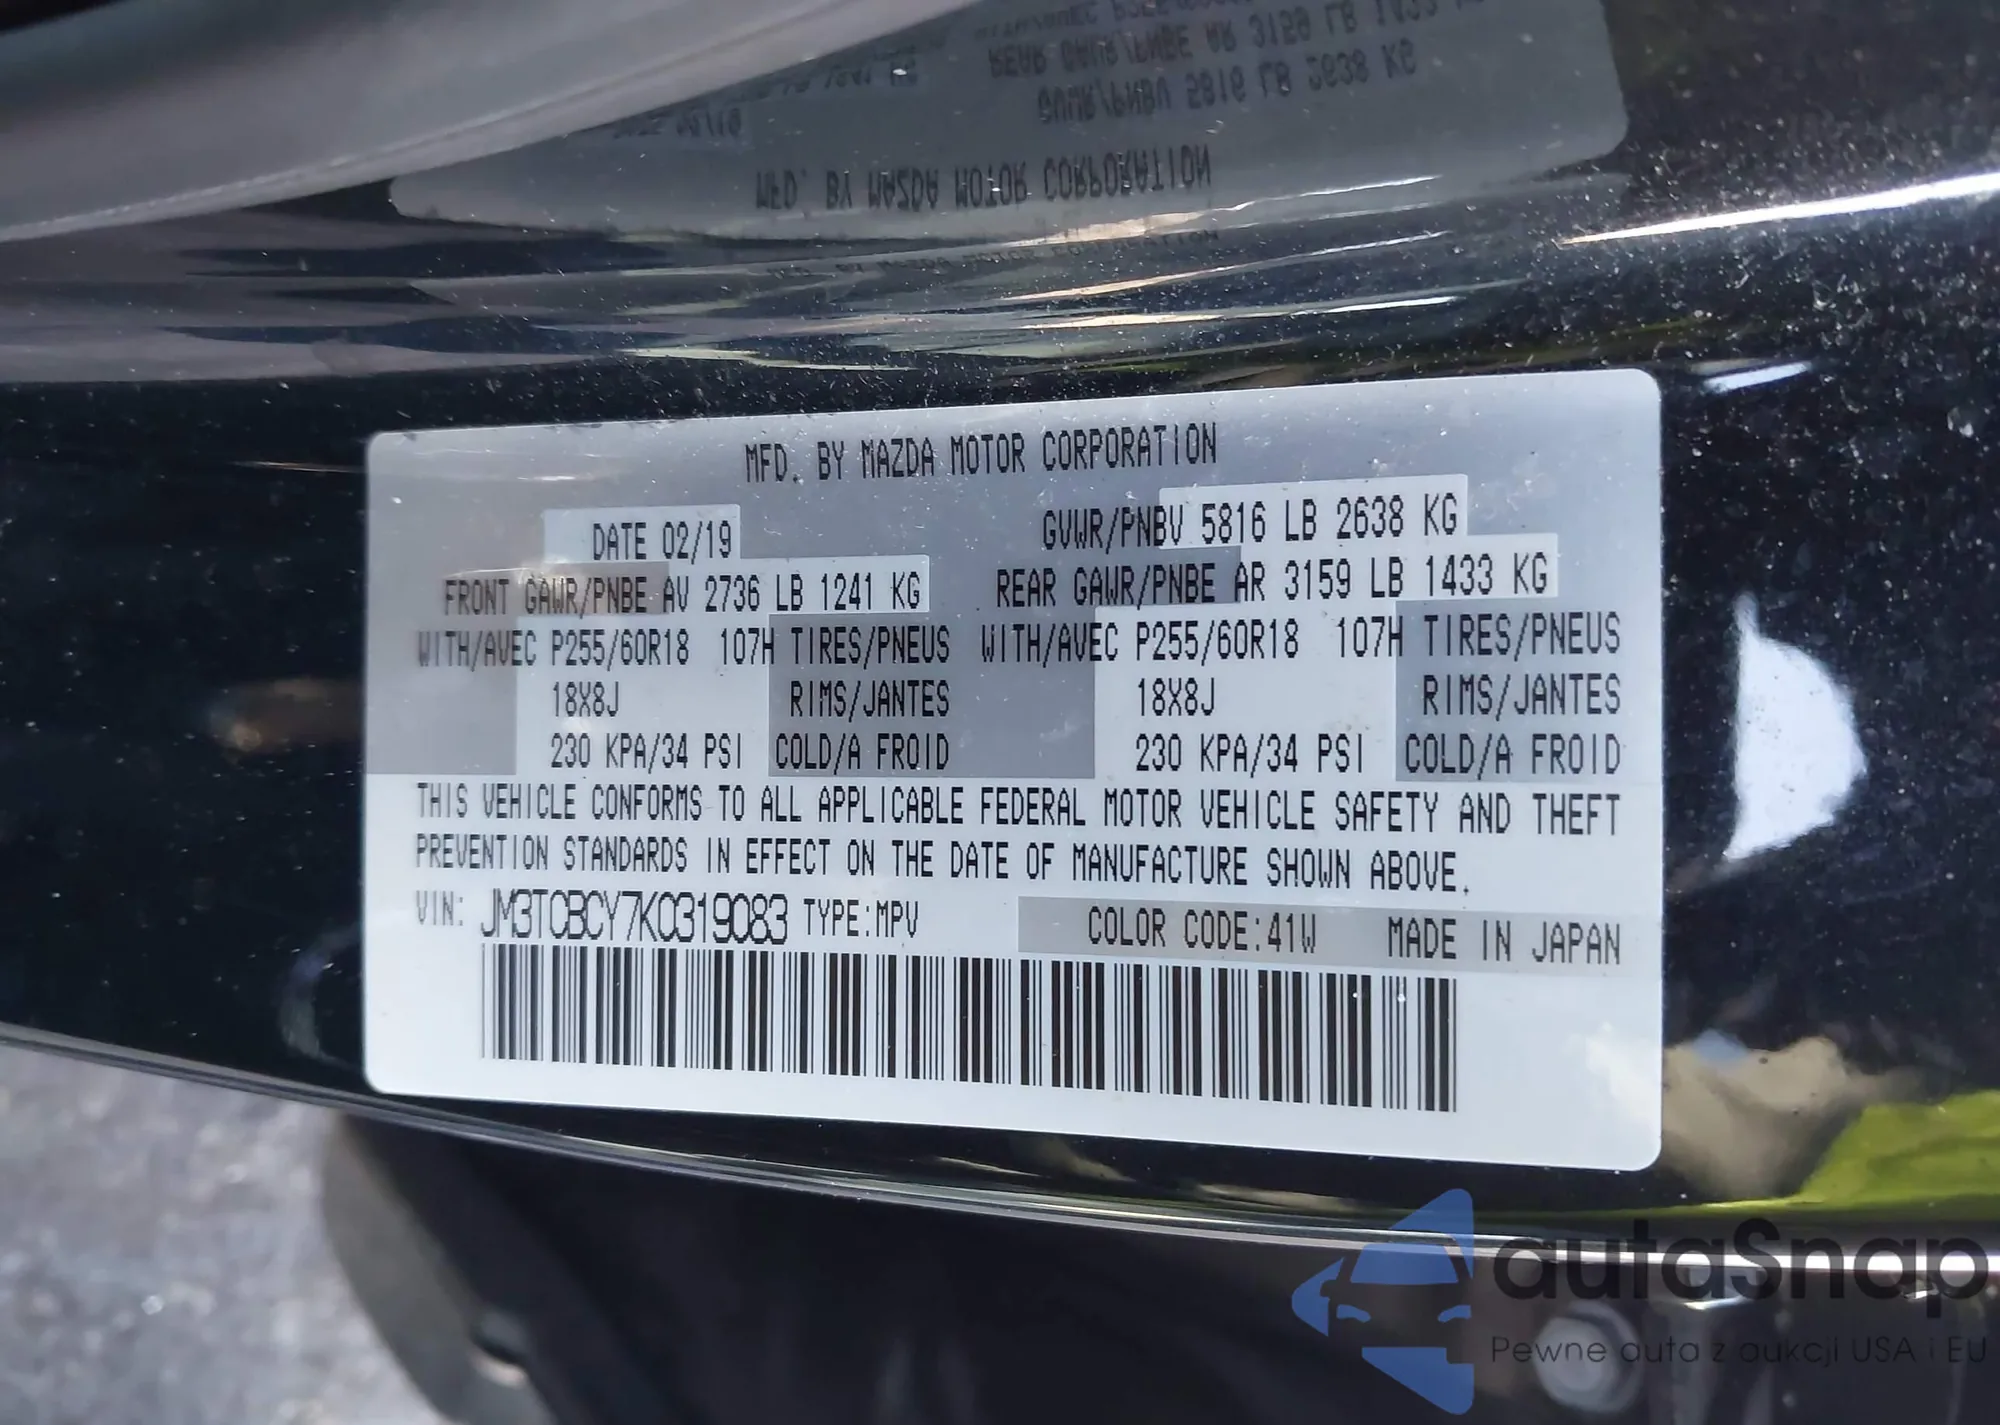 MFD. BY MAZDA MOTOR CORPORATION
DATE 02/19 GVWR/PNBV 5816 LB 2638 KG
FRONT GAWR/PNBE AV 2736 LB 1241 KG REAR GAWR/PNBE AR 3159 LB 1433 KG
WITH/AVEC P255/60R18 107H TIRES/PNEUS WITH/AVEC P255/60R18 107H TIRES/PNEUS
18X8J RIMS/JANTES 18X8J RIMS/JANTES
230 KPA/34 PSI COLD/A FROID 230 KPA/34 PSI COLD/A FROID
THIS VEHICLE CONFORMS TO ALL APPLICABLE FEDERAL MOTOR VEHICLE SAFETY AND THEFT
PREVENTION STANDARDS IN EFFECT ON THE DATE OF MANUFACTURE SHOWN ABOVE.
VIN: JM3TCBCY7K0319083 TYPE:MPV COLOR CODE:41W MADE IN JAPAN
autaSnap
Pewne auta z aukcji USA i EU